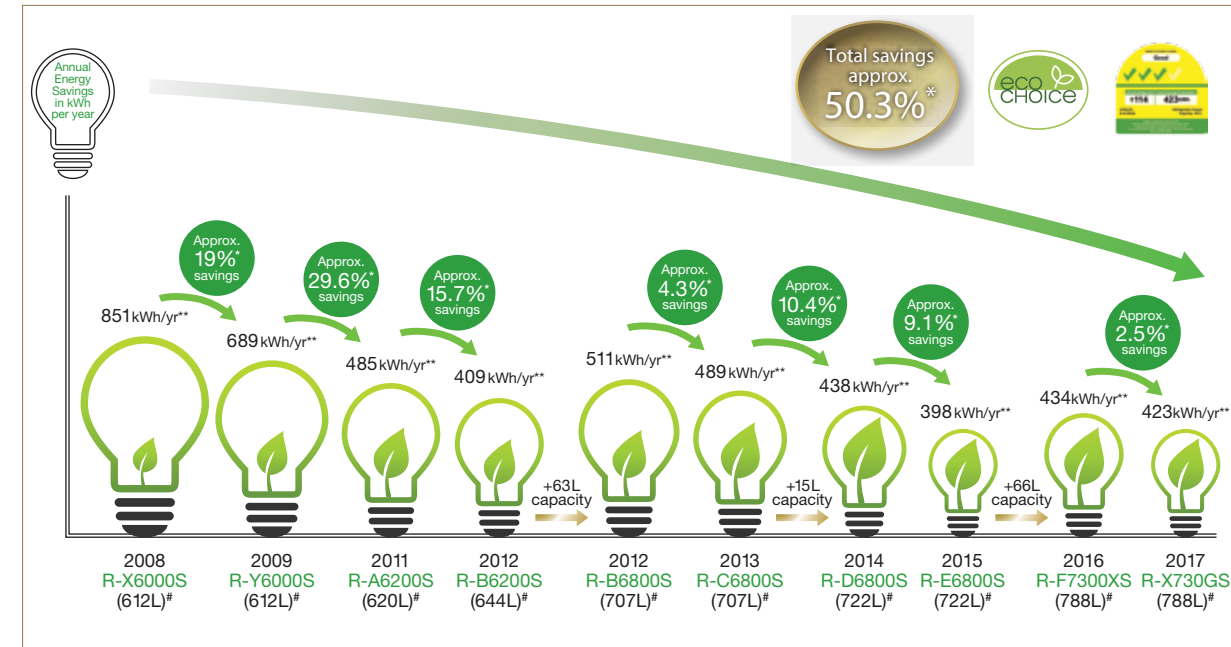 Annual
Energy
Savings
in kWh
per year
Total savings
approx.
50.3%*
eco
CHOICE
Good
$114 423
Approx.
19%*
savings
Approx.
29.6%*
savings
Approx.
15.7%*
savings
Approx.
4.3%*
savings
Approx.
10.4%*
savings
Approx.
9.1%*
savings
Approx.
2.5%*
savings
851kWh/yr**
689kWh/yr**
485kWh/yr**
409kWh/yr**
511kWh/yr**
489kWh/yr**
438kWh/yr**
398kWh/yr**
434kWh/yr**
423kWh/yr**
+63L
capacity
+15L
capacity
+66L
capacity
2008
R-X6000S
(612L)#
2009
R-Y6000S
(612L)#
2011
R-A6200S
(620L)#
2012
R-B6200S
(644L)#
2012
R-B6800S
(707L)#
2013
R-C6800S
(707L)#
2014
R-D6800S
(722L)#
2015
R-E6800S
(722L)#
2016
R-F7300XS
(788L)#
2017
R-X730GS
(788L)#